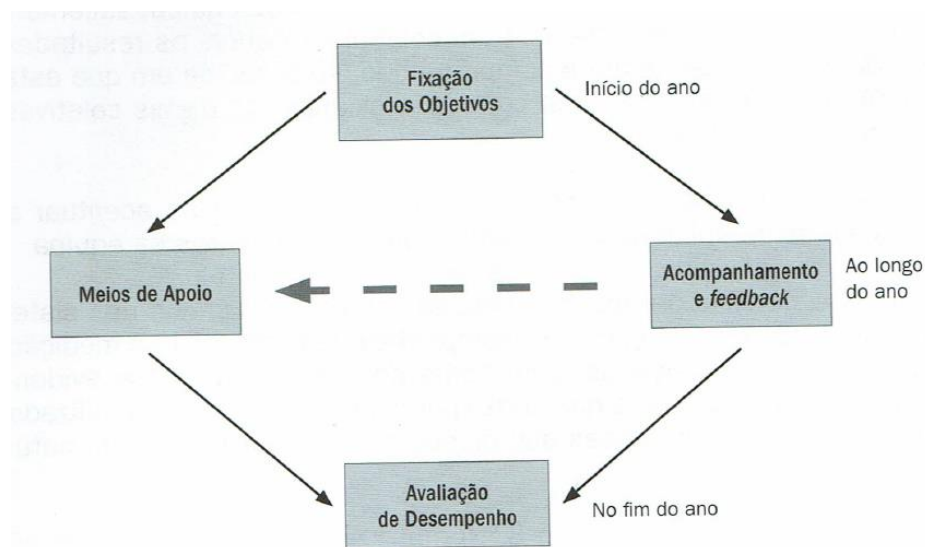 Fixação
dos Objetivos
Início do ano
Meios de Apoio
Acompanhamento
e feedback
Ao longo
do ano
Avaliação
de Desempenho
No fim do ano